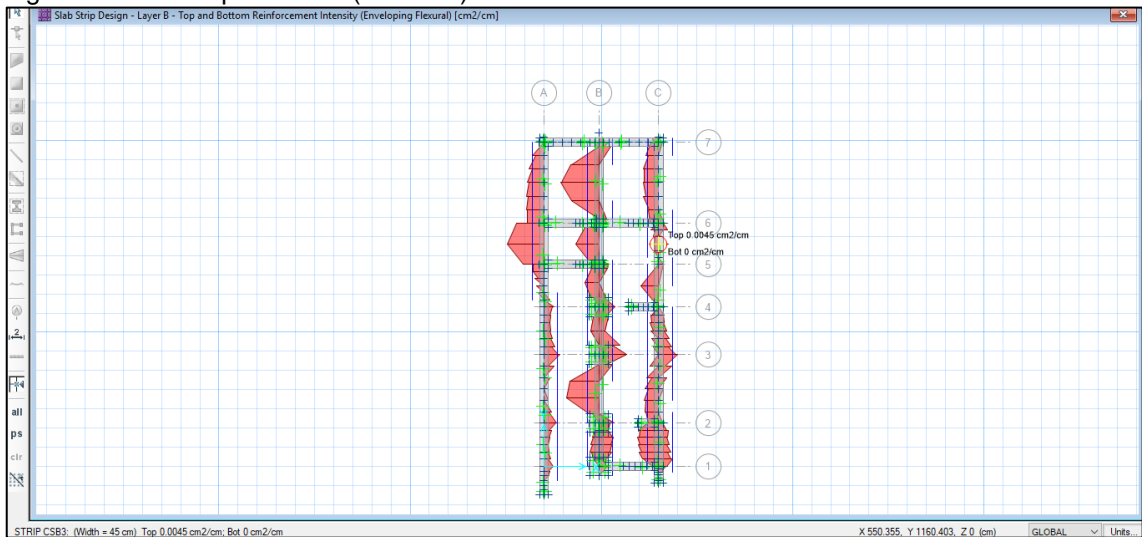 Slab Strip Design - Layer B - Top and Bottom Reinforcement Intensity (Enveloping Flexural) [cm2/cm]
A B C
7
6
Top 0.0045 cm2/cm
Bot 0 cm2/cm
5
4
3
2
1
2
all
ps
clr
STRIP CSB3: (Width = 45 cm) Top 0.0045 cm2/cm; Bot 0 cm2/cm X 550.355, Y 1160.403, Z 0 (cm) GLOBAL Units...